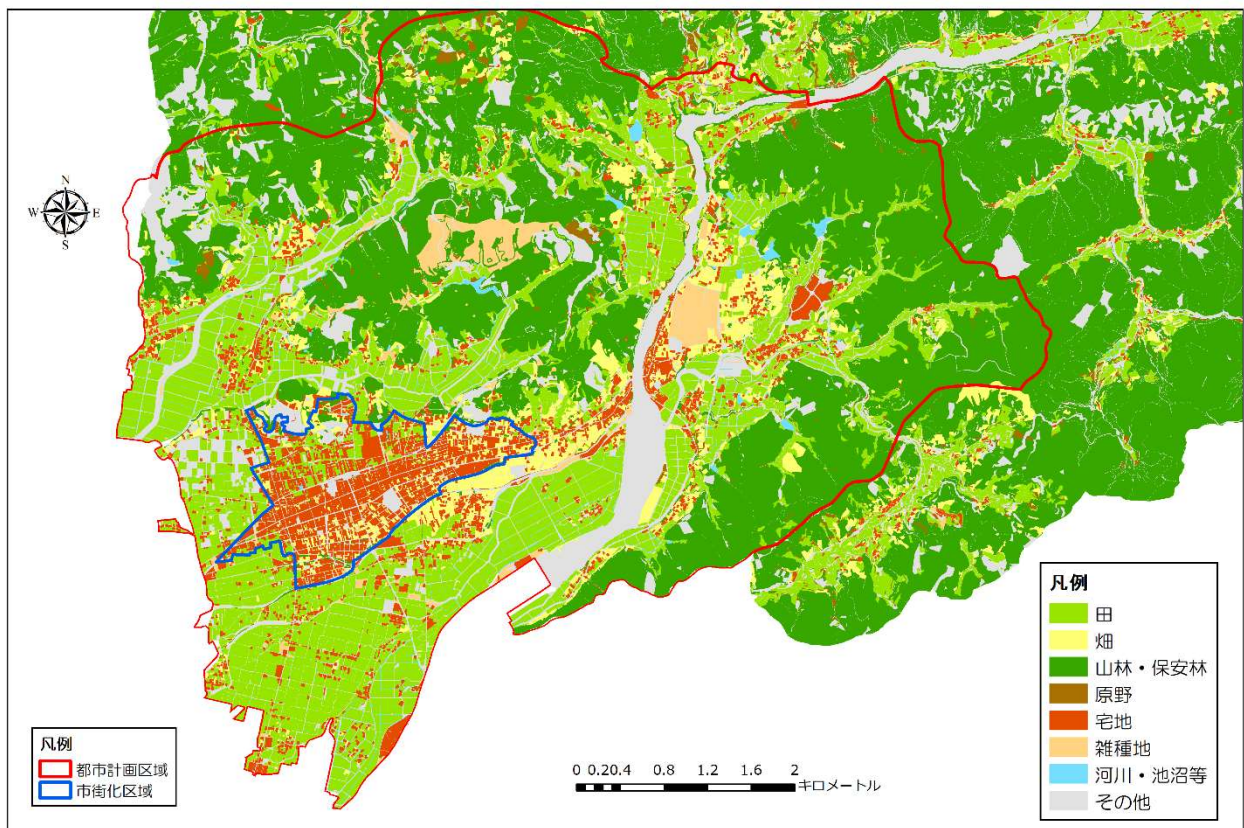 N
W E
S
凡例
都市計画区域
市街化区域
0 0.20.4 0.8 1.2 1.6 2
キロメートル
凡例
田
畑
山林・保安林
原野
宅地
雑種地
河川・池沼等
その他